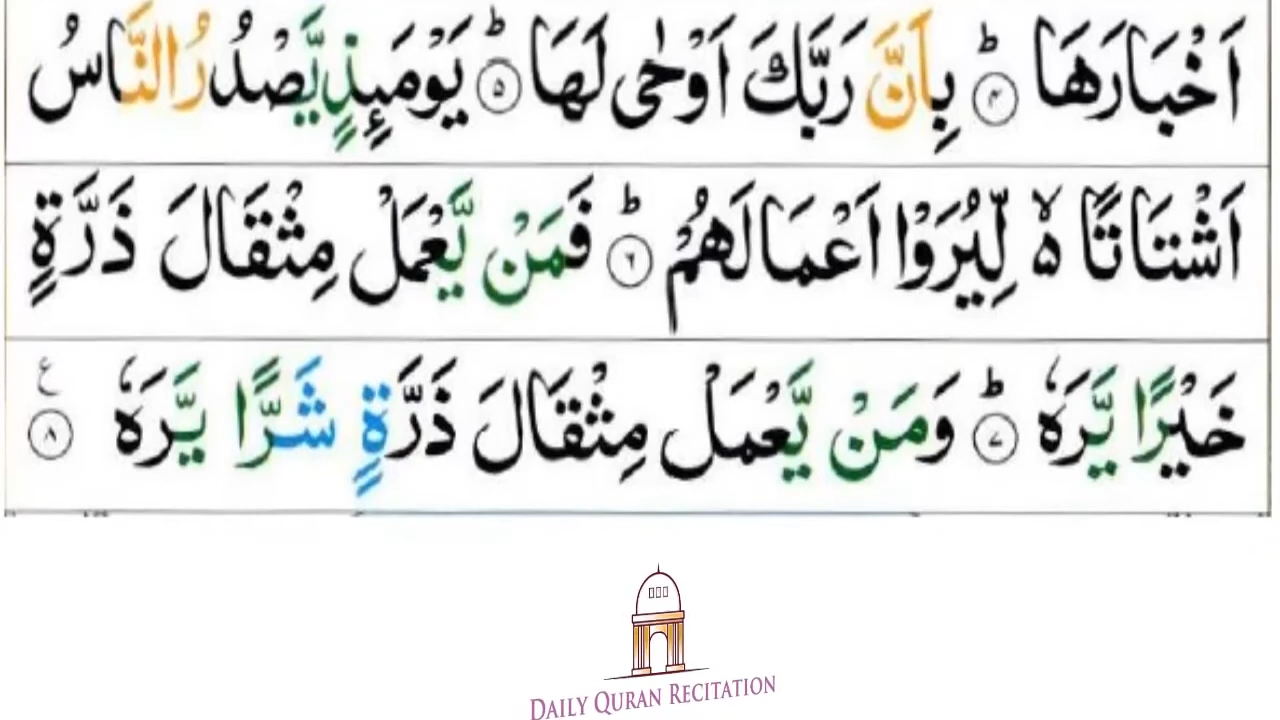 اَخْبَارَهَا ؕ ۴ بِاَنَّ رَبَّكَ اَوْحٰى لَهَا ؕ ۵ يَوْمَىِٕذٍ يَّصْدُرُ النَّاسُ
اَشْتَاتًا ۙ۬ لِّيُرَوْا اَعْمَالَهُمْ ؕ ۶ فَمَنْ يَّعْمَلْ مِثْقَالَ ذَرَّةٍ
خَيْرًا يَّرَهٗ ؕ ۷ وَمَنْ يَّعْمَلْ مِثْقَالَ ذَرَّةٍ شَرًّا يَّرَهٗ ۸ ع
DAILY QURAN RECITATION